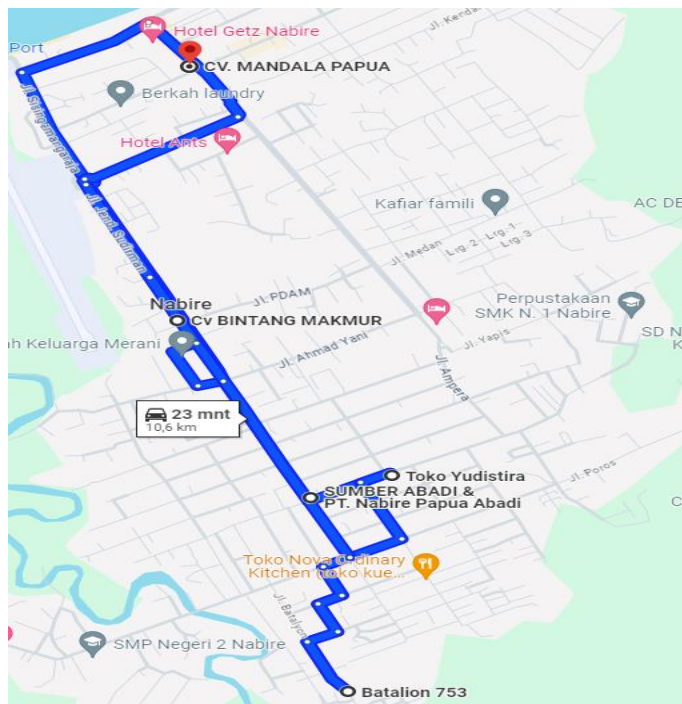 Jl. Kenda
Hotel Getz Nabire
Port
CV. MANDALA PAPUA
Berkah laundry
Jl. Sisingamangaraja
Hotel Ants
Kafiar famili
AC DE
Jl. Jend. Sudirman
Lrg. 1
Lrg. 2
Lrg. 3
Jl. Medan
Jl. PDAM
Nabire
Cv BINTANG MAKMUR
Perpustakaan
SMK N. 1 Nabire
SD N
K
ah Keluarga Merani
Jl. Yapis
Jl. Ahmad Yani
Jl. Ampera
23 mnt
10,6 km
Toko Yudistira
Jl. Poros
SUMBER ABADI &
PT. Nabire Papua Abadi
C
Toko Nova Ordinary
Kitchen (toko kue...
Jl. Batalyon
SMP Negeri 2 Nabire
Batalion 753